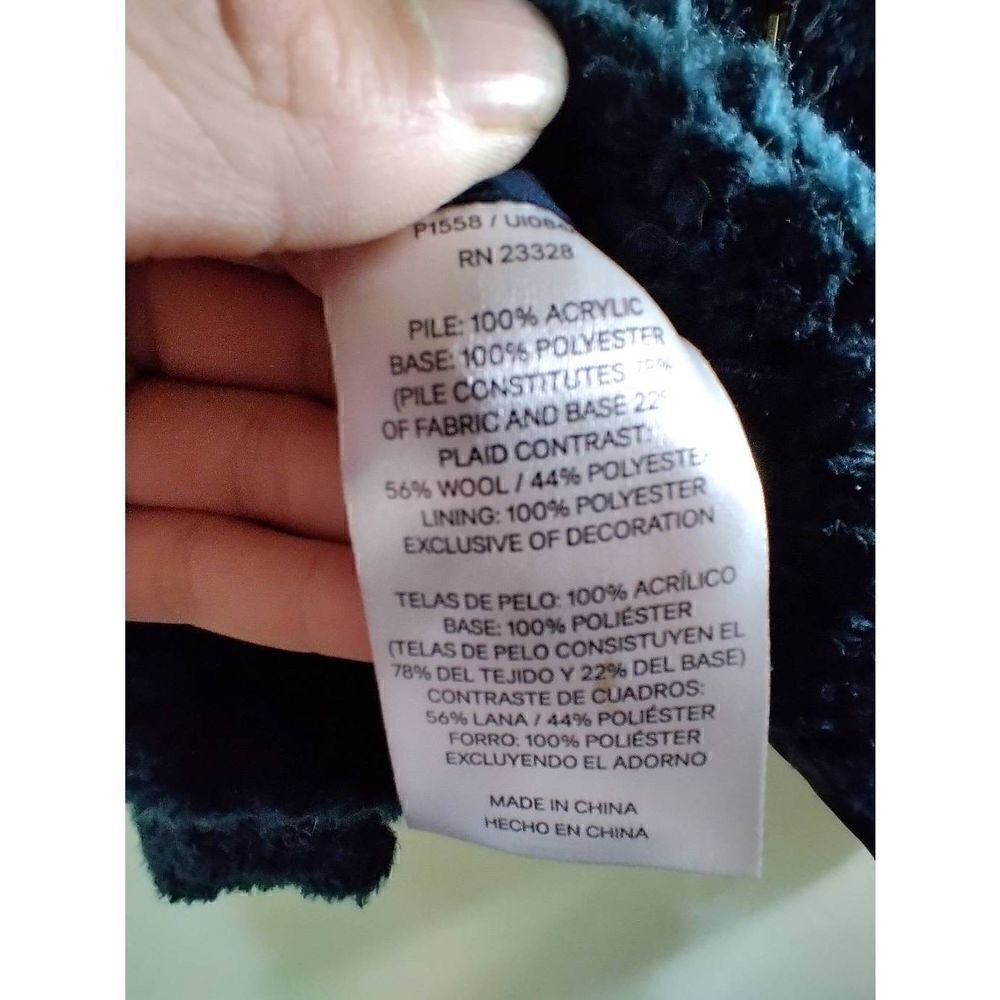 P1558 /
RN 23328
PILE: 100% ACRYLIC
BASE: 100% POLYESTER
(PILE CONSTITUTES 78%
OF FABRIC AND BASE 22%
PLAID CONTRAST:
56% WOOL / 44% POLYESTE
LINING: 100% POLYESTER
EXCLUSIVE OF DECORATION
TELAS DE PELO: 100% ACRÍLICO
BASE: 100% POLIÉSTER
(TELAS DE PELO CONSISTUYEN EL
78% DEL TEJIDO Y 22% DEL BASE)
CONTRASTE DE CUADROS:
56% LANA / 44% POLIÉSTER
FORRO: 100% POLIÉSTER
EXCLUYENDO EL ADORNO
MADE IN CHINA
HECHO EN CHINA